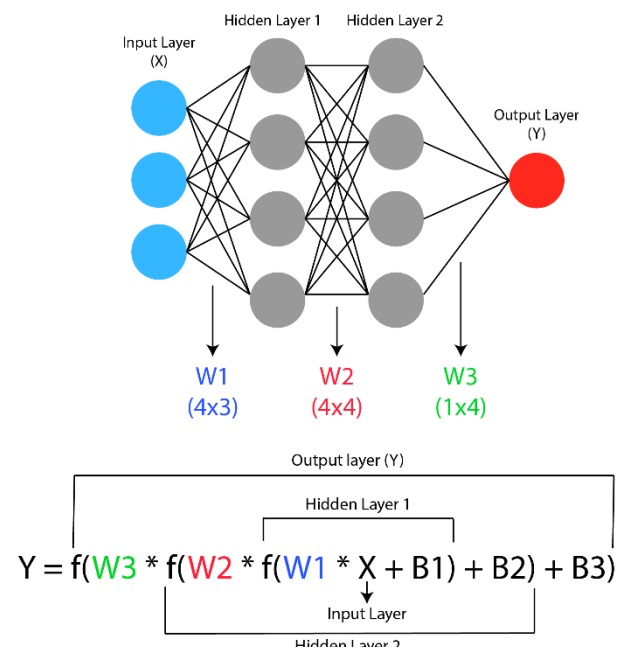 Hidden Layer 1
Hidden Layer 2
Input Layer
(X)
Output Layer
(Y)
W1
(4x3)
W2
(4x4)
W3
(1x4)
Output layer (Y)
Hidden Layer 1
Y = f(W3 * f(W2 * f(W1 * X + B1) + B2) + B3)
Input Layer
Hidden Layer 2